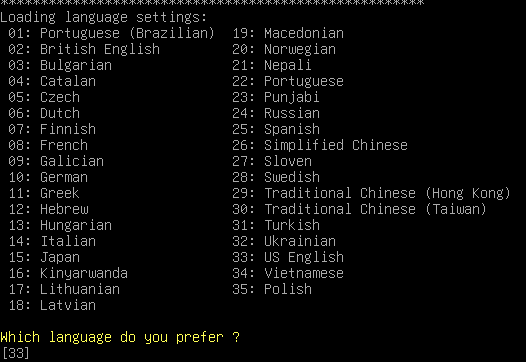 *****************************************************
Loading language settings:
01: Portuguese (Brazilian)  19: Macedonian
02: British English         20: Norwegian
03: Bulgarian               21: Nepali
04: Catalan                 22: Portuguese
05: Czech                   23: Punjabi
06: Dutch                   24: Russian
07: Finnish                 25: Spanish
08: French                  26: Simplified Chinese
09: Galician                27: Sloven
10: German                  28: Swedish
11: Greek                   29: Traditional Chinese (Hong Kong)
12: Hebrew                  30: Traditional Chinese (Taiwan)
13: Hungarian               31: Turkish
14: Italian                 32: Ukrainian
15: Japan                   33: US English
16: Kinyarwanda             34: Vietnamese
17: Lithuanian              35: Polish
18: Latvian
Which language do you prefer ?
[33]